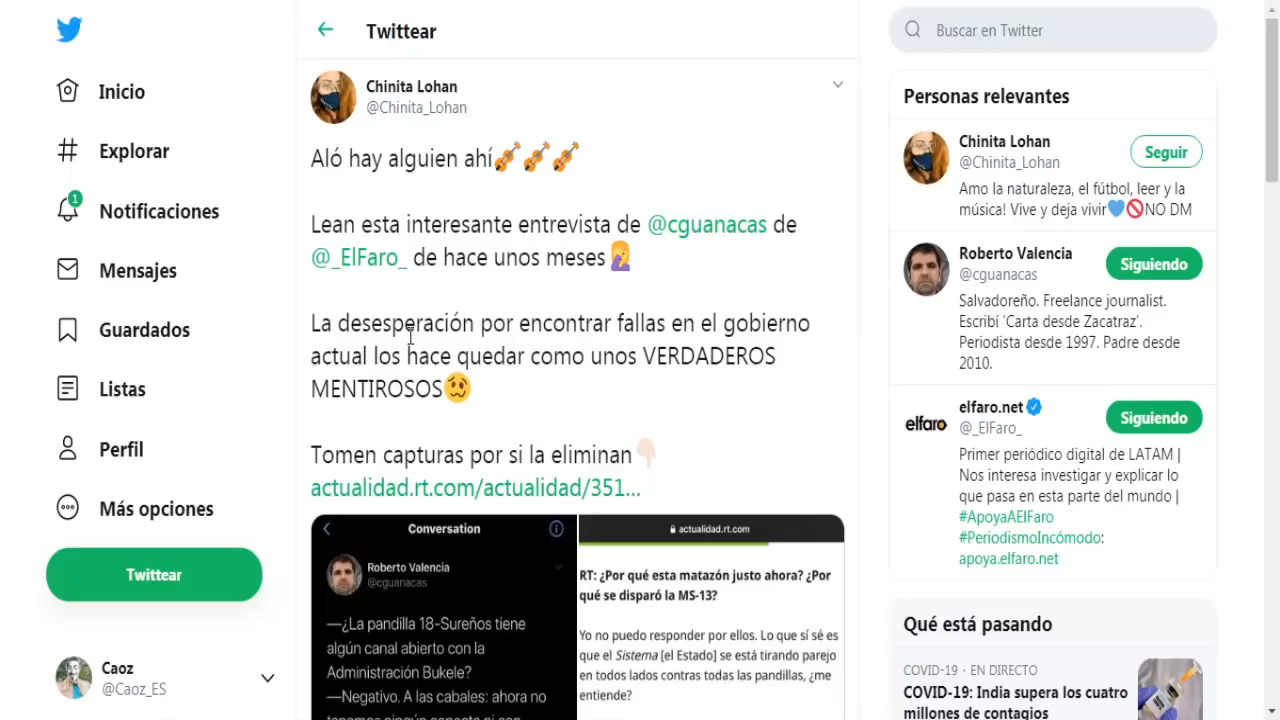 Inicio
Explorar
1
Notificaciones
Mensajes
Guardados
Listas
Perfil
Más opciones
Twittear
Caoz
@Caoz_ES
Twittear
Chinita Lohan
@Chinita_Lohan
Aló hay alguien ahí🎻🎻🎻
Lean esta interesante entrevista de @cguanacas de
@_ElFaro_ de hace unos meses🤦
La desesperación por encontrar fallas en el gobierno
actual los hace quedar como unos VERDADEROS
MENTIROSOS🥴
Tomen capturas por si la eliminan👇🏻
actualidad.rt.com/actualidad/351...
Conversation
Roberto Valencia
@cguanacas
—¿La pandilla 18-Sureños tiene
algún canal abierto con la
Administración Bukele?
—Negativo. A las cabales: ahora no
actualidad.rt.com
RT: ¿Por qué esta matazón justo ahora? ¿Por
qué se disparó la MS-13?
Yo no puedo responder por ellos. Lo que sí sé es
que el Sistema [el Estado] se está tirando parejo
en todos lados contra todas las pandillas, ¿me
entiende?
Buscar en Twitter
Personas relevantes
Chinita Lohan
@Chinita_Lohan
Seguir
Amo la naturaleza, el fútbol, leer y la
música! Vive y deja vivir💙🚫NO DM
Roberto Valencia
@cguanacas
Siguiendo
Salvadoreño. Freelance journalist.
Escribí 'Carta desde Zacatraz'.
Periodista desde 1997. Padre desde
2010.
elfaro
elfaro.net
@_ElFaro_
Siguiendo
Primer periódico digital de LATAM |
Nos interesa investigar y explicar lo
que pasa en esta parte del mundo |
#ApoyaAElFaro
#PeriodismoIncómodo:
apoya.elfaro.net
Qué está pasando
COVID-19 · EN DIRECTO
COVID-19: India supera los cuatro
millones de contagios